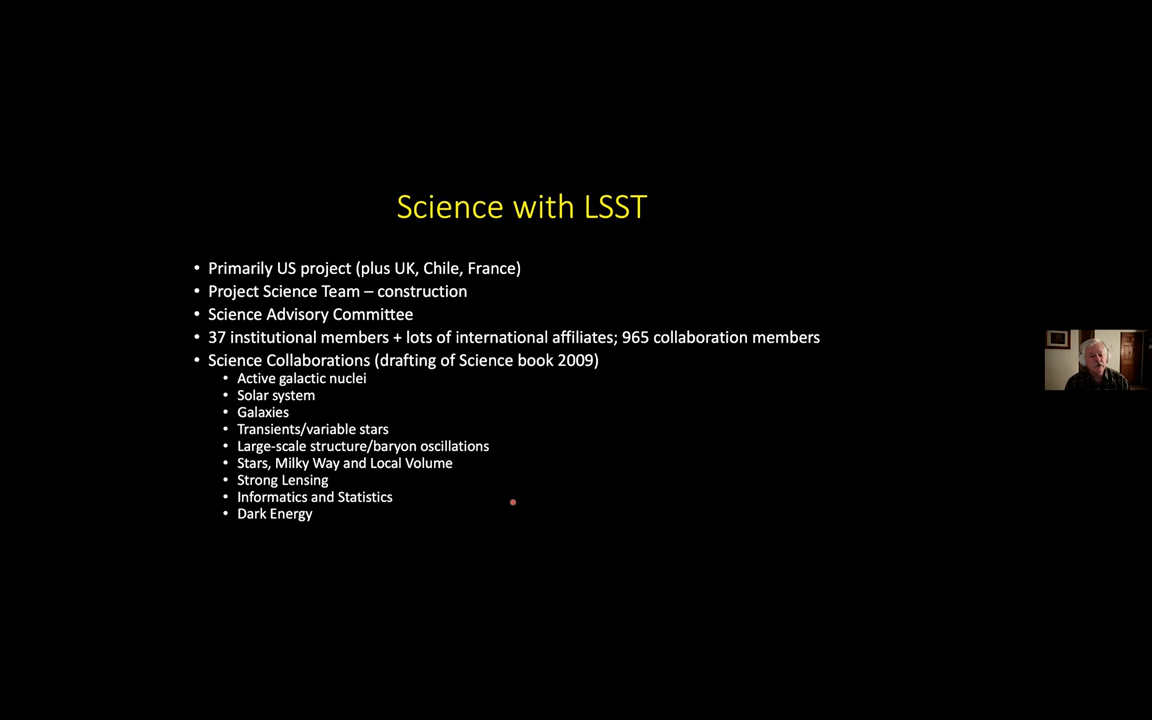 Science with LSST
• Primarily US project (plus UK, Chile, France)
• Project Science Team – construction
• Science Advisory Committee
• 37 institutional members + lots of international affiliates; 965 collaboration members
• Science Collaborations (drafting of Science book 2009)
• Active galactic nuclei
• Solar system
• Galaxies
• Transients/variable stars
• Large-scale structure/baryon oscillations
• Stars, Milky Way and Local Volume
• Strong Lensing
• Informatics and Statistics
• Dark Energy